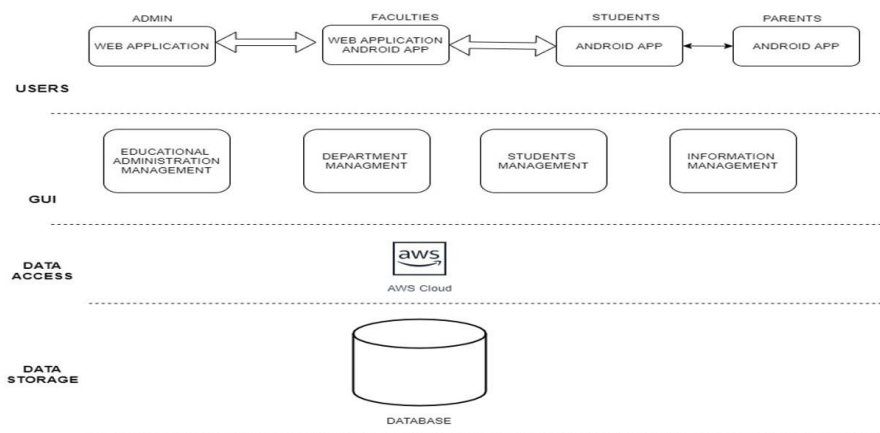 ADMIN
FACULTIES
STUDENTS
PARENTS
WEB APPLICATION
WEB APPLICATION
ANDROID APP
ANDROID APP
ANDROID APP
USERS
EDUCATIONAL
ADMINISTRATION
MANAGEMENT
DEPARTMENT
MANAGMENT
STUDENTS
MANAGEMENT
INFORMATION
MANAGEMENT
GUI
DATA
ACCESS
aws
AWS Cloud
DATA
STORAGE
DATABASE